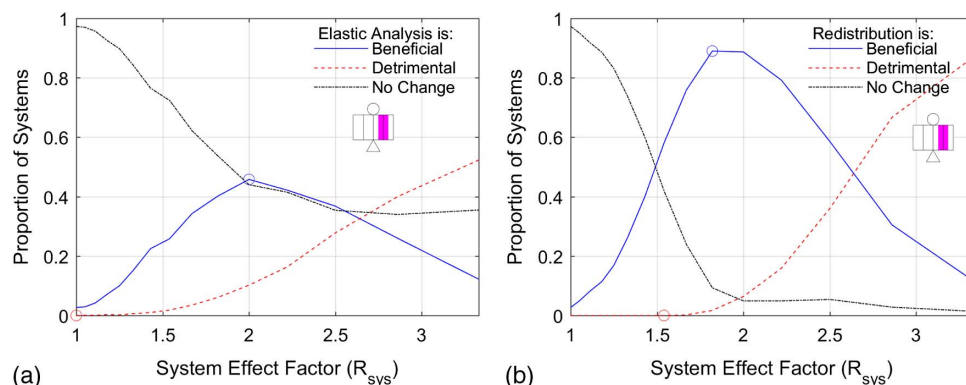 Elastic Analysis is:
Beneficial
Detrimental
No Change
1
0.8
0.6
0.4
0.2
0
Proportion of Systems
1 1.5 2 2.5 3
System Effect Factor (Rsys)
(a)
Redistribution is:
Beneficial
Detrimental
No Change
1
0.8
0.6
0.4
0.2
0
Proportion of Systems
1 1.5 2 2.5 3
System Effect Factor (Rsys)
(b)